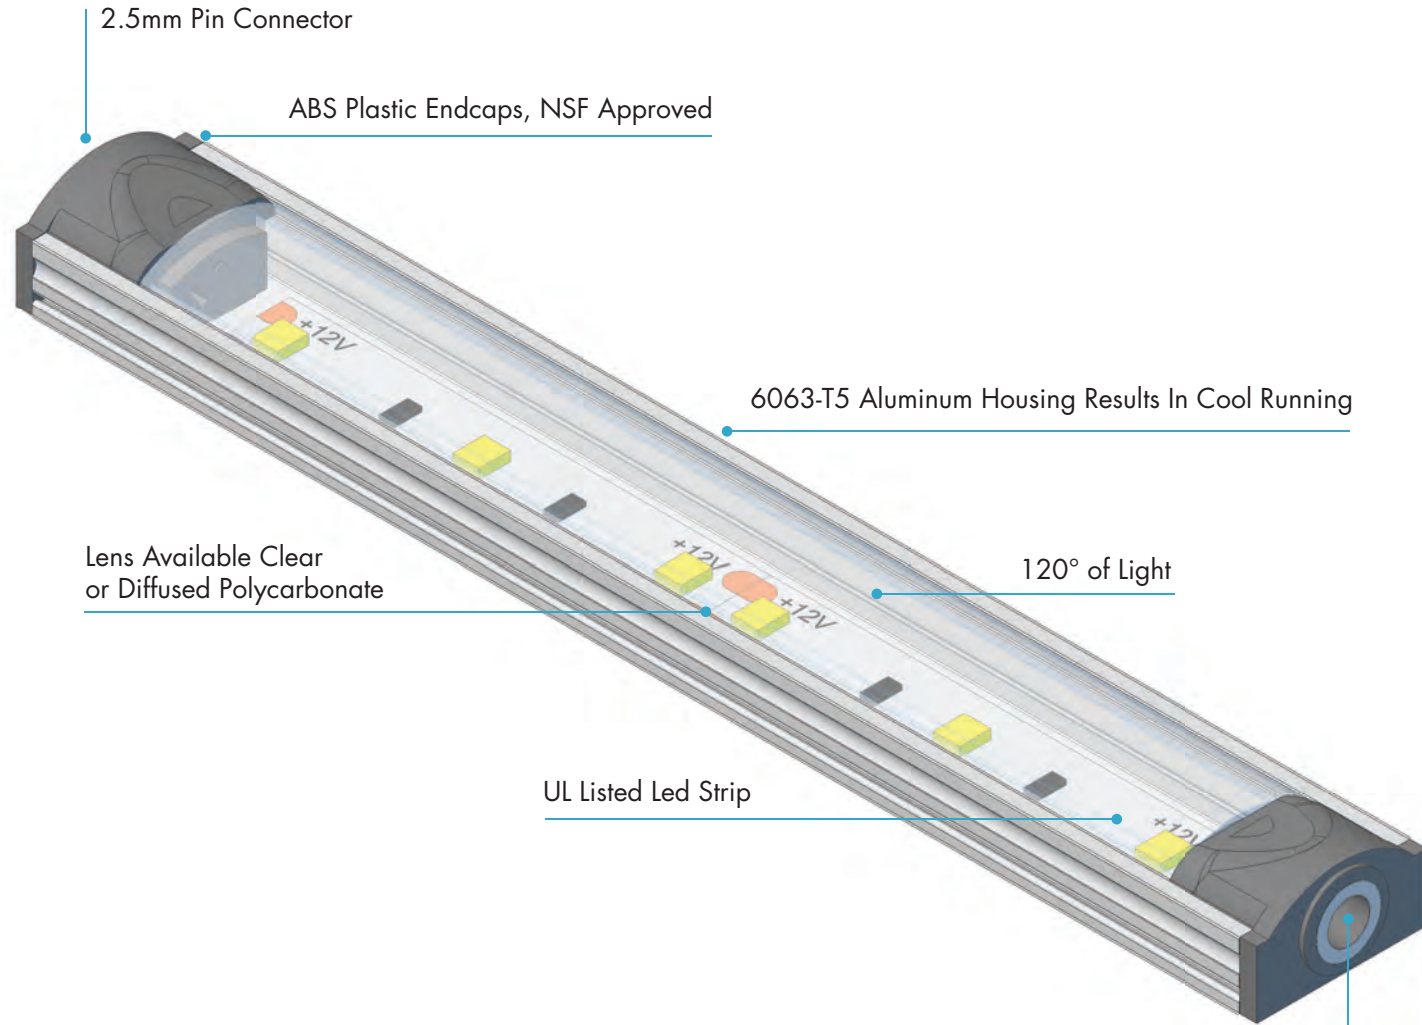 2.5mm Pin Connector
ABS Plastic Endcaps, NSF Approved
+12V
6063-T5 Aluminum Housing Results In Cool Running
+12V
Lens Available Clear
or Diffused Polycarbonate
120° of Light
+12V
UL Listed Led Strip
+12V